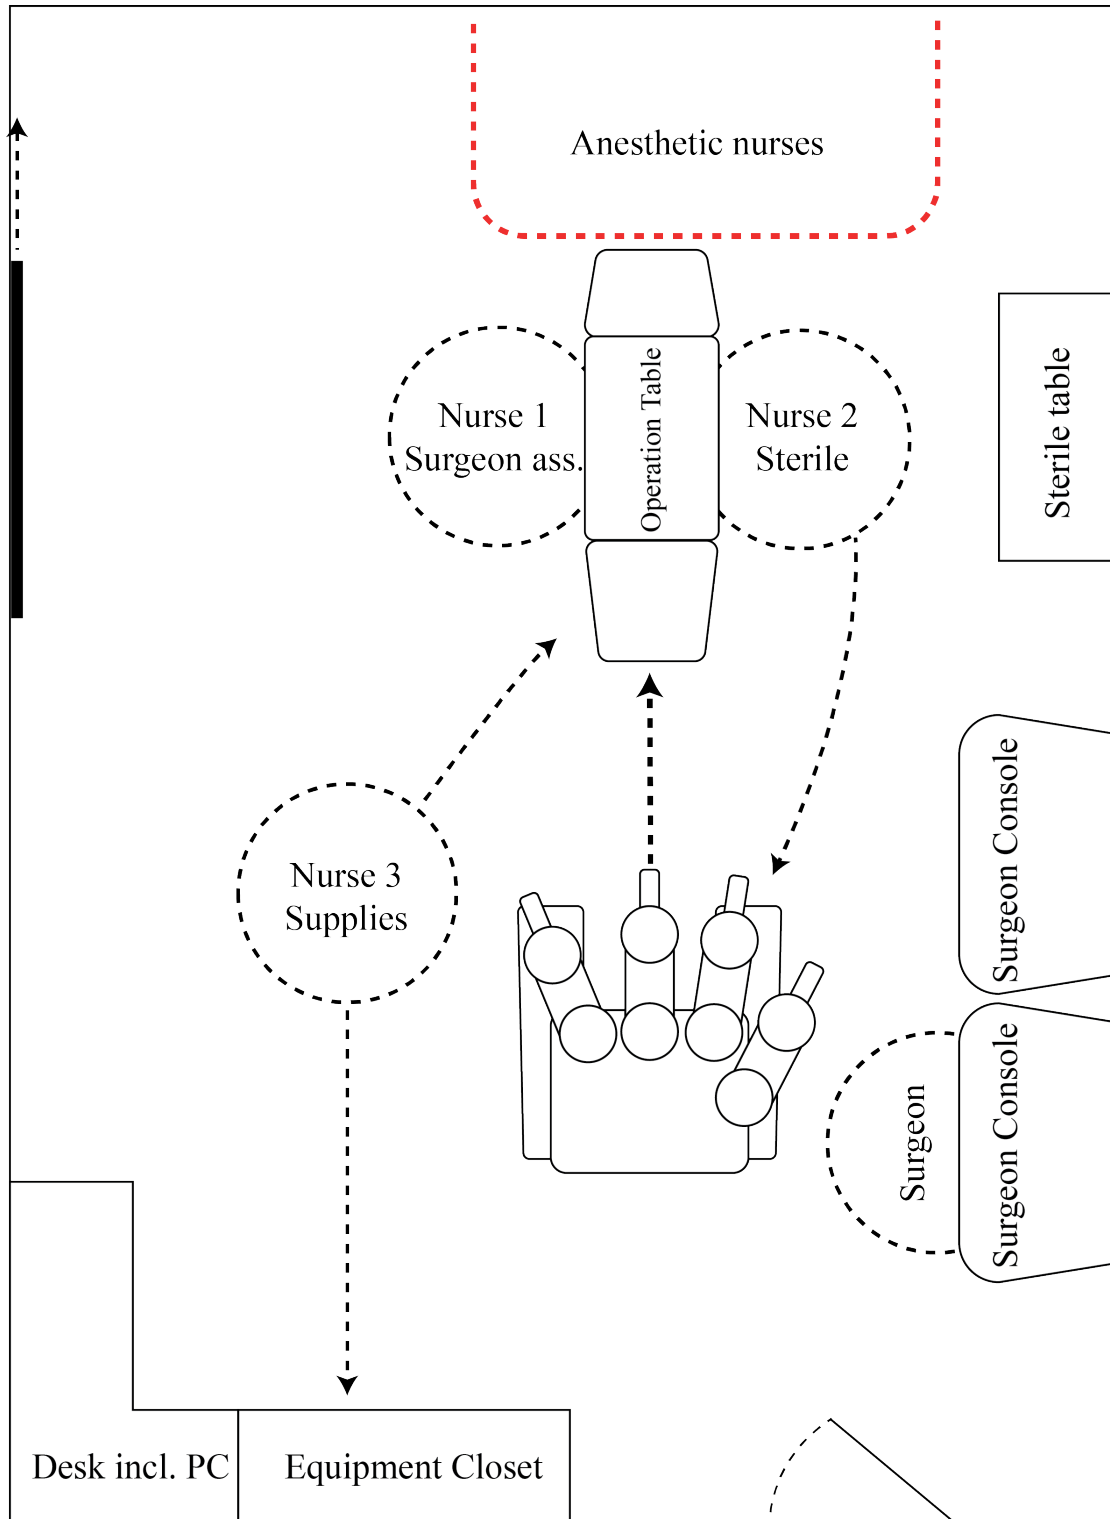 Anesthetic nurses
Nurse 1
Surgeon ass.
Operation Table
Nurse 2
Sterile
Sterile table
Nurse 3
Supplies
Surgeon Console
Surgeon
Surgeon Console
Desk incl. PC
Equipment Closet